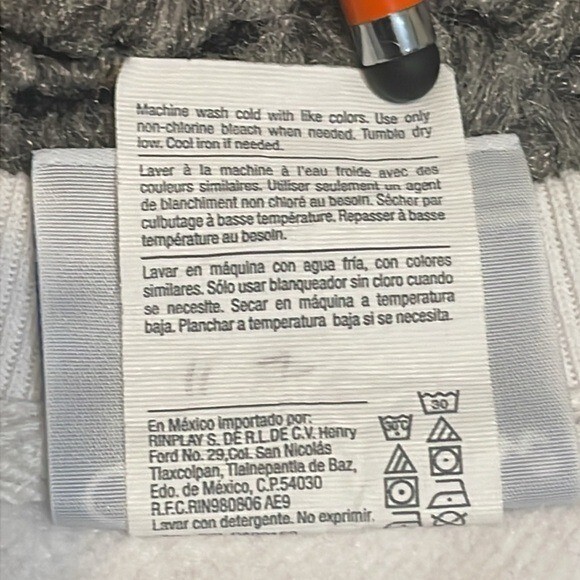 Machine wash cold with like colors. Use only
non-chlorine bleach when needed. Tumble dry
low. Cool iron if needed.
Laver à la machine à l'eau froide avec des
couleurs similaires. Utiliser seulement un agent
de blanchiment non chloré au besoin. Sécher par
culbutage à basse température. Repasser à basse
température au besoin.
Lavar en máquina con agua fría, con colores
similares. Sólo usar blanqueador sin cloro cuando
se necesite. Secar en máquina a temperatura
baja. Planchar a temperatura baja si se necesita.
En México importado por:
RINPLAY S. DE R.L.DE C.V. Henry
Ford No. 29,Col. San Nicolás
Tlaxcolpan, Tlalnepantla de Baz,
Edo. de México, C.P.54030
R.F.C.RIN980806 AE9
Lavar con detergente. No exprimir.
30
30°C